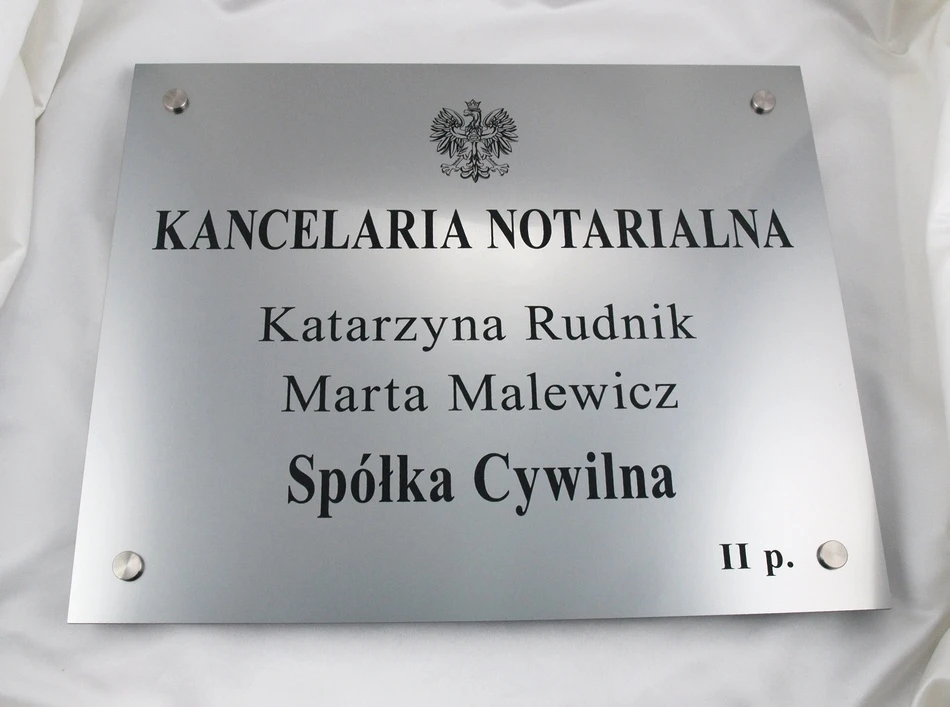 KANCELARIA NOTARIALNA
Katarzyna Rudnik
Marta Malewicz
Spółka Cywilna
II p.